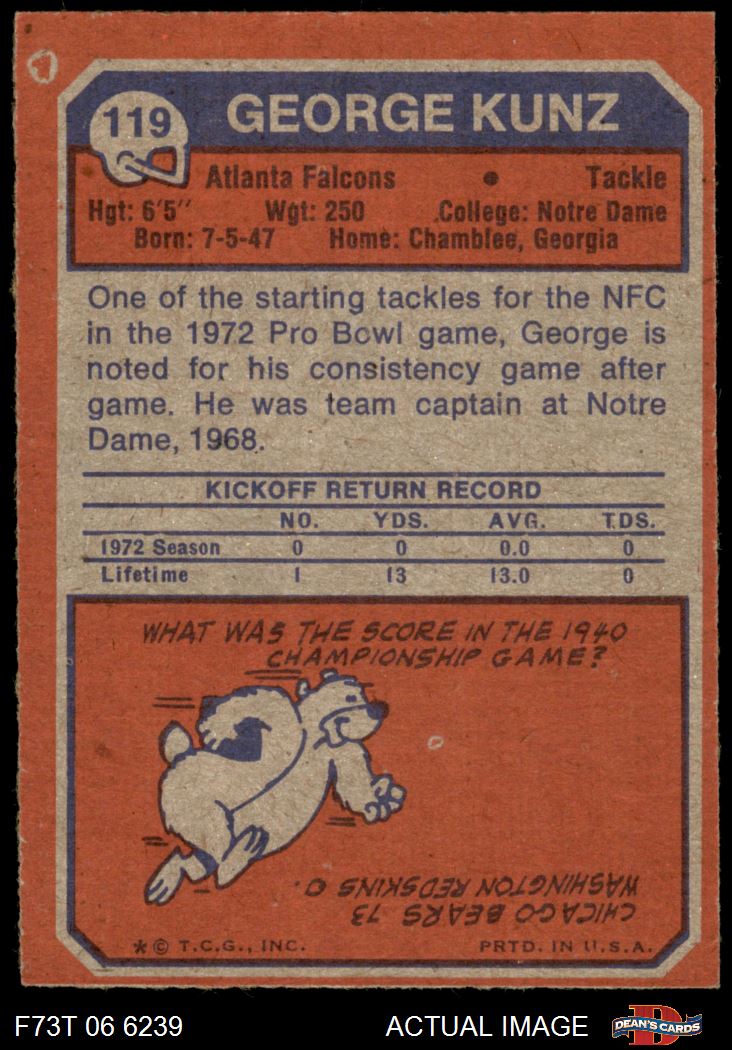 119
GEORGE KUNZ
Atlanta Falcons • Tackle
Hgt: 6'5" Wgt: 250 College: Notre Dame
Born: 7-5-47 Home: Chamblee, Georgia
One of the starting tackles for the NFC
in the 1972 Pro Bowl game, George is
noted for his consistency game after
game. He was team captain at Notre
Dame, 1968.
KICKOFF RETURN RECORD
NO. YDS. AVG. TDS.
1972 Season 0 0 0.0 0
Lifetime 1 13 13.0 0
WHAT WAS THE SCORE IN THE 1940
CHAMPIONSHIP GAME?
CHICAGO BEARS 73
WASHINGTON REDSKINS 0.
* © T.C.G., INC. PRTD. IN U.S.A.
F73T 06 6239 ACTUAL IMAGE
D
DEAN'S CARDS